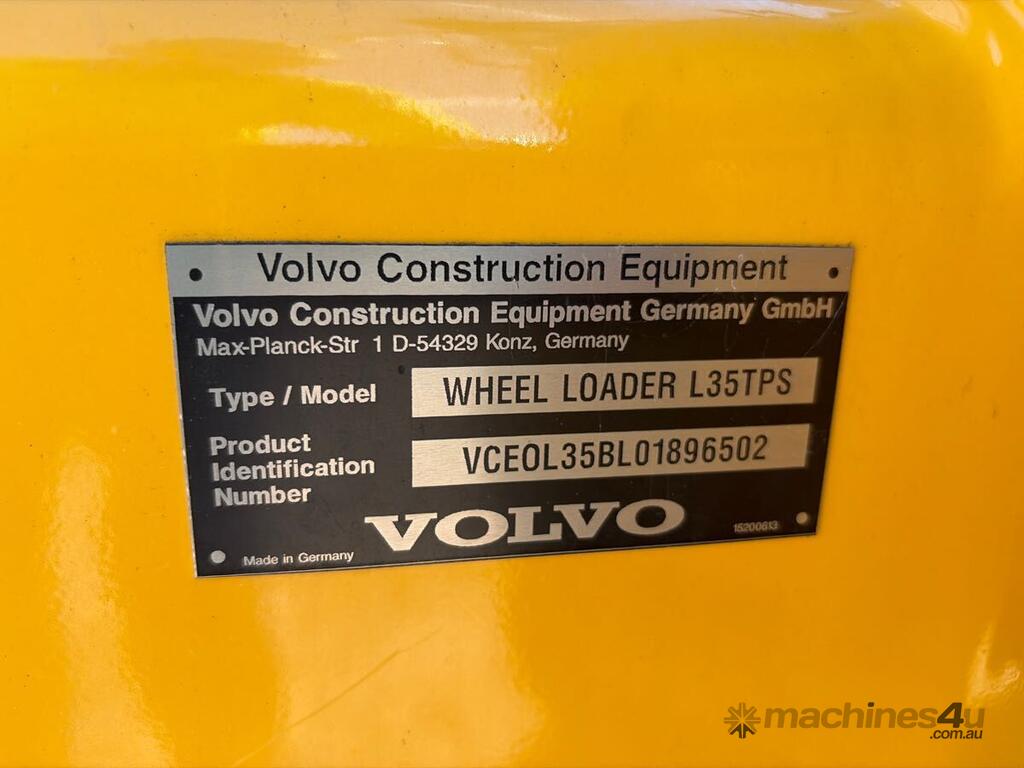 Volvo Construction Equipment
Volvo Construction Equipment Germany GmbH
Max-Planck-Str 1 D-54329 Konz, Germany
Type / Model WHEEL LOADER L35TPS
Product
Identification
Number
VCEOL35BL01896502
VOLVO
15200613
Made in Germany
machines4u
.com.au